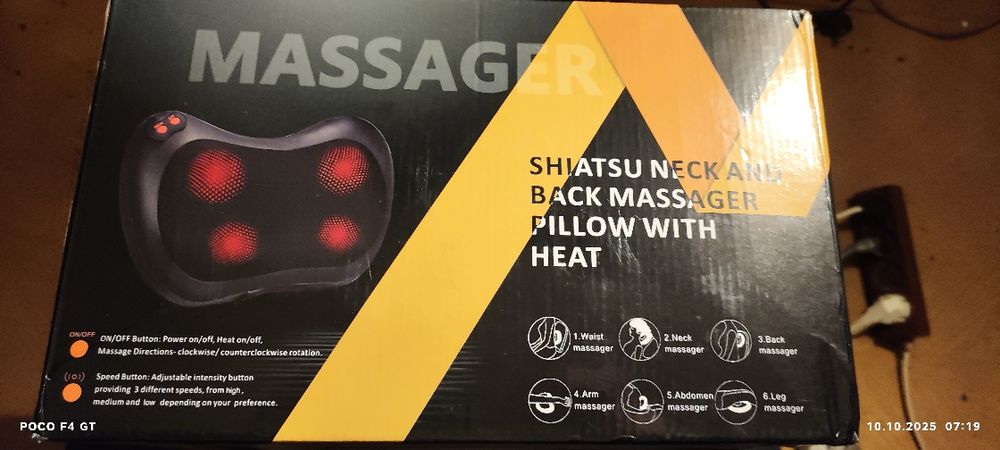 MASSAGER
SHIATSU NECK AND
BACK MASSAGER
PILLOW WITH
HEAT
ON/OFF
ON/OFF Button: Power on/off, Heat on/off,
Massage Directions- clockwise/ counterclockwise rotation.
Speed Button: Adjustable intensity button
providing 3 different speeds, from high,
medium and low depending on your preference.
1.Waist
massager
2.Neck
massager
3.Back
massager
4.Arm
massager
5.Abdomen
massager
6.Leg
massager
POCO F4 GT
10.10.2025 07:19